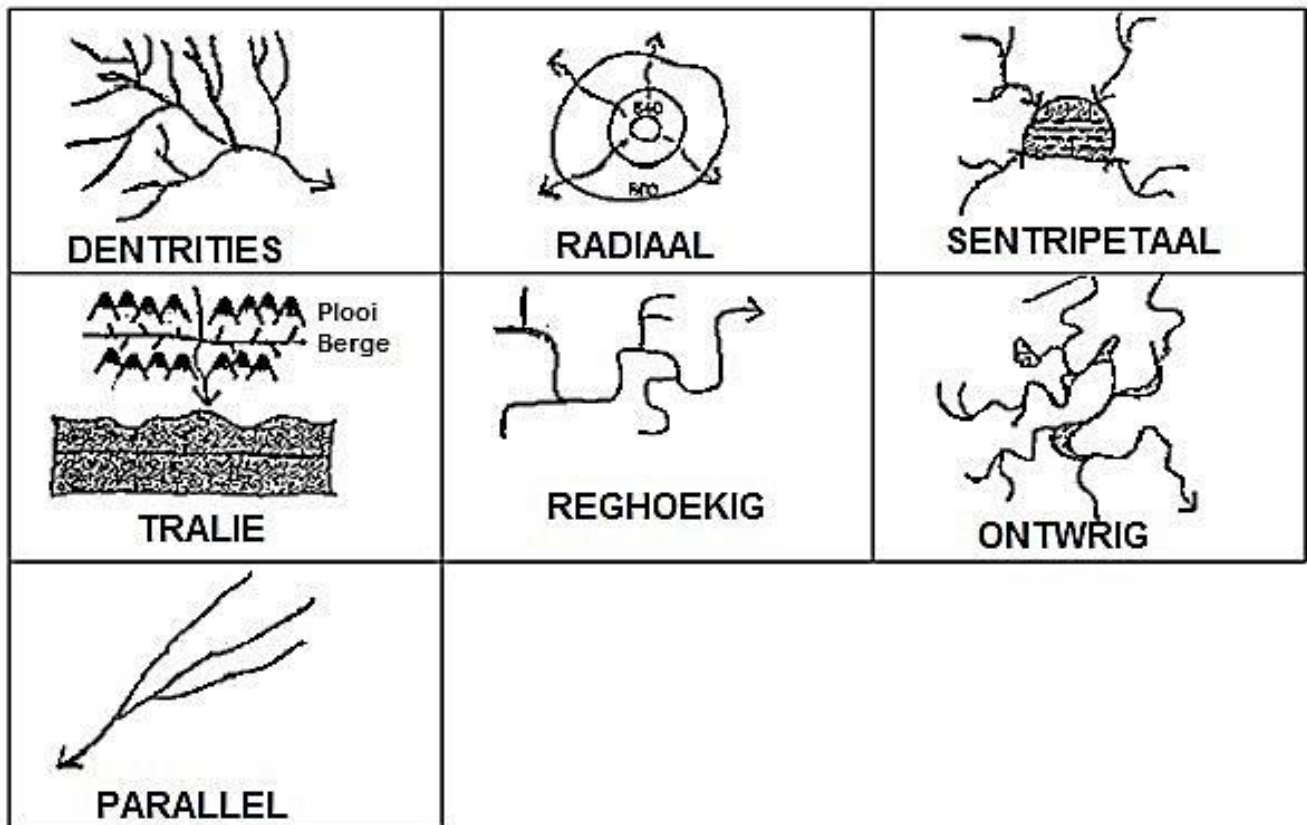 DENTRITIES
540
500
RADIAAL
SENTRIPETAAL
Plooi
Berge
TRALIE
REGHOEKIG
ONTWRIG
PARALLEL